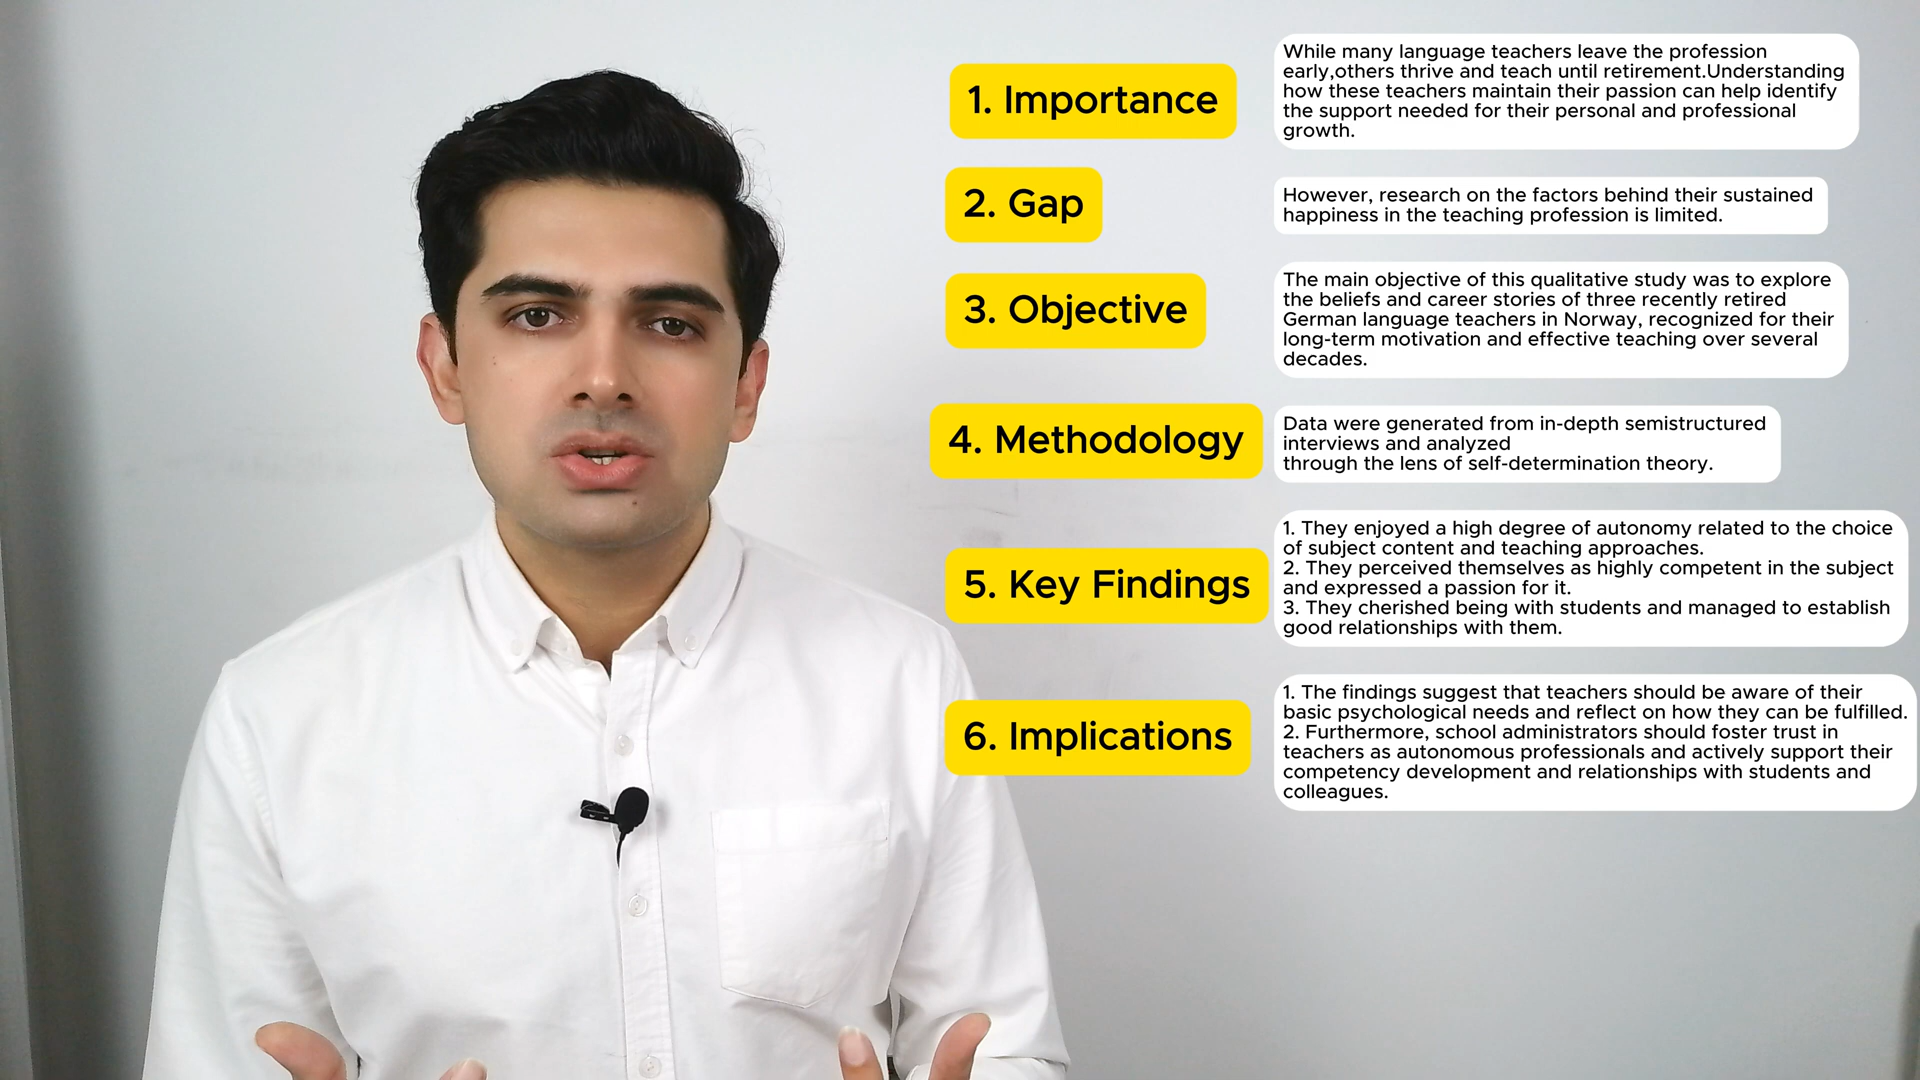 1. Importance
While many language teachers leave the profession
early,others thrive and teach until retirement.Understanding
how these teachers maintain their passion can help identify
the support needed for their personal and professional
growth.
2. Gap
However, research on the factors behind their sustained
happiness in the teaching profession is limited.
3. Objective
The main objective of this qualitative study was to explore
the beliefs and career stories of three recently retired
German language teachers in Norway, recognized for their
long-term motivation and effective teaching over several
decades.
4. Methodology
Data were generated from in-depth semistructured
interviews and analyzed
through the lens of self-determination theory.
5. Key Findings
1. They enjoyed a high degree of autonomy related to the choice
of subject content and teaching approaches.
2. They perceived themselves as highly competent in the subject
and expressed a passion for it.
3. They cherished being with students and managed to establish
good relationships with them.
6. Implications
1. The findings suggest that teachers should be aware of their
basic psychological needs and reflect on how they can be fulfilled.
2. Furthermore, school administrators should foster trust in
teachers as autonomous professionals and actively support their
competency development and relationships with students and
colleagues.